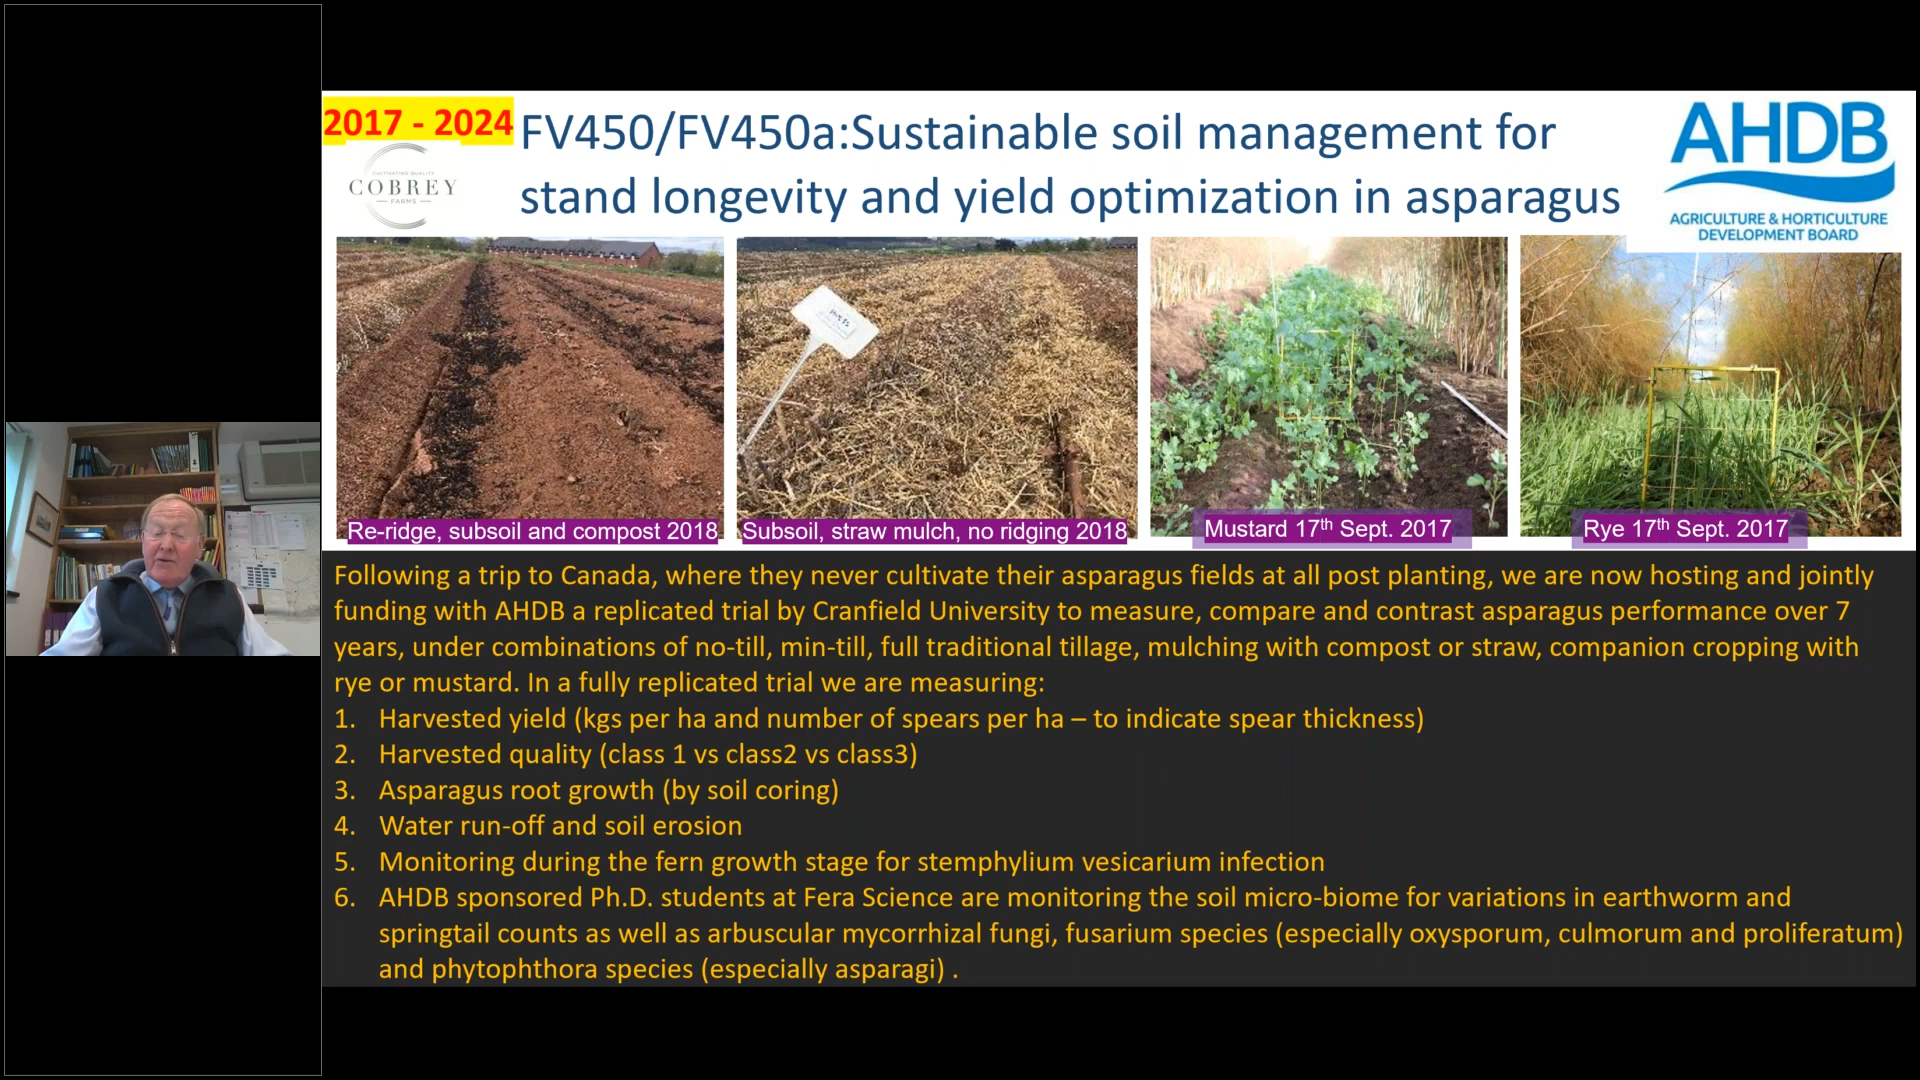 2017 - 2024
FV450/FV450a:Sustainable soil management for
stand longevity and yield optimization in asparagus
CULTIVATING QUALITY
COBREY
FARMS
AHDB
AGRICULTURE & HORTICULTURE
DEVELOPMENT BOARD
Re-ridge, subsoil and compost 2018
Subsoil, straw mulch, no ridging 2018
Mustard 17th Sept. 2017
Rye 17th Sept. 2017
Following a trip to Canada, where they never cultivate their asparagus fields at all post planting, we are now hosting and jointly
funding with AHDB a replicated trial by Cranfield University to measure, compare and contrast asparagus performance over 7
years, under combinations of no-till, min-till, full traditional tillage, mulching with compost or straw, companion cropping with
rye or mustard. In a fully replicated trial we are measuring:
1. Harvested yield (kgs per ha and number of spears per ha – to indicate spear thickness)
2. Harvested quality (class 1 vs class2 vs class3)
3. Asparagus root growth (by soil coring)
4. Water run-off and soil erosion
5. Monitoring during the fern growth stage for stemphylium vesicarium infection
6. AHDB sponsored Ph.D. students at Fera Science are monitoring the soil micro-biome for variations in earthworm and
springtail counts as well as arbuscular mycorrhizal fungi, fusarium species (especially oxysporum, culmorum and proliferatum)
and phytophthora species (especially asparagi) .